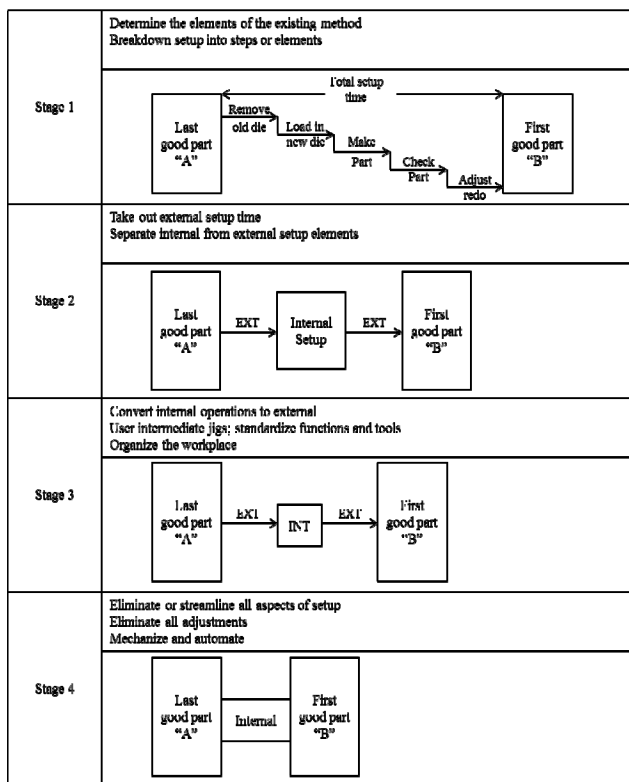 Stage 1
Determine the elements of the existing method
Breakdown setup into steps or elements
Total setup
time
Last
good part
“A”
Remove
old die
Load in
new die
Make
Part
Check
Part
Adjust
redo
First
good part
“B”
Stage 2
Take out external setup time
Separate internal from external setup elements
Last
good part
“A”
EXT
Internal
Setup
EXT
First
good part
“B”
Stage 3
Convert internal operations to external
User intermediate jigs; standardize functions and tools
Organize the workplace
Last
good part
“A”
EXT
INT
EXT
First
good part
“B”
Stage 4
Eliminate or streamline all aspects of setup
Eliminate all adjustments
Mechanize and automate
Last
good part
“A”
Internal
First
good part
“B”